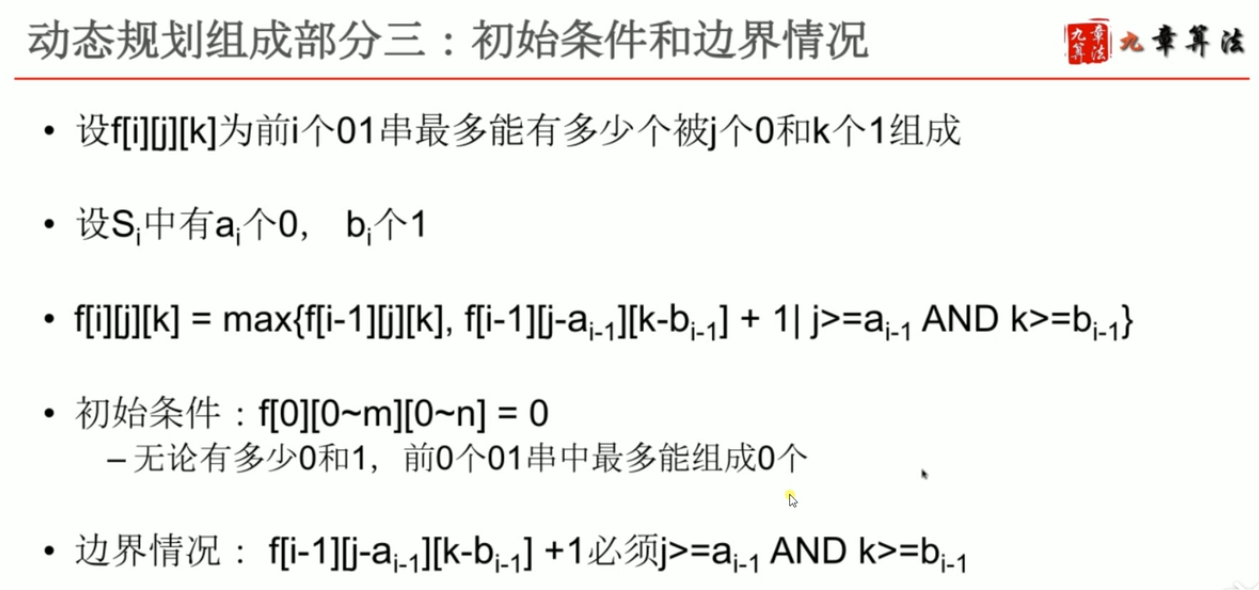 动态规划组成部分三：初始条件和边界情况
九章算法
九章算法
• 设f[i][j][k]为前i个01串最多能有多少个被j个0和k个1组成
• 设Si中有ai个0， bi个1
• f[i][j][k] = max{f[i-1][j][k], f[i-1][j-ai-1][k-bi-1] + 1| j>=ai-1 AND k>=bi-1}
• 初始条件：f[0][0~m][0~n] = 0
– 无论有多少0和1，前0个01串中最多能组成0个
• 边界情况： f[i-1][j-ai-1][k-bi-1] +1必须j>=ai-1 AND k>=bi-1